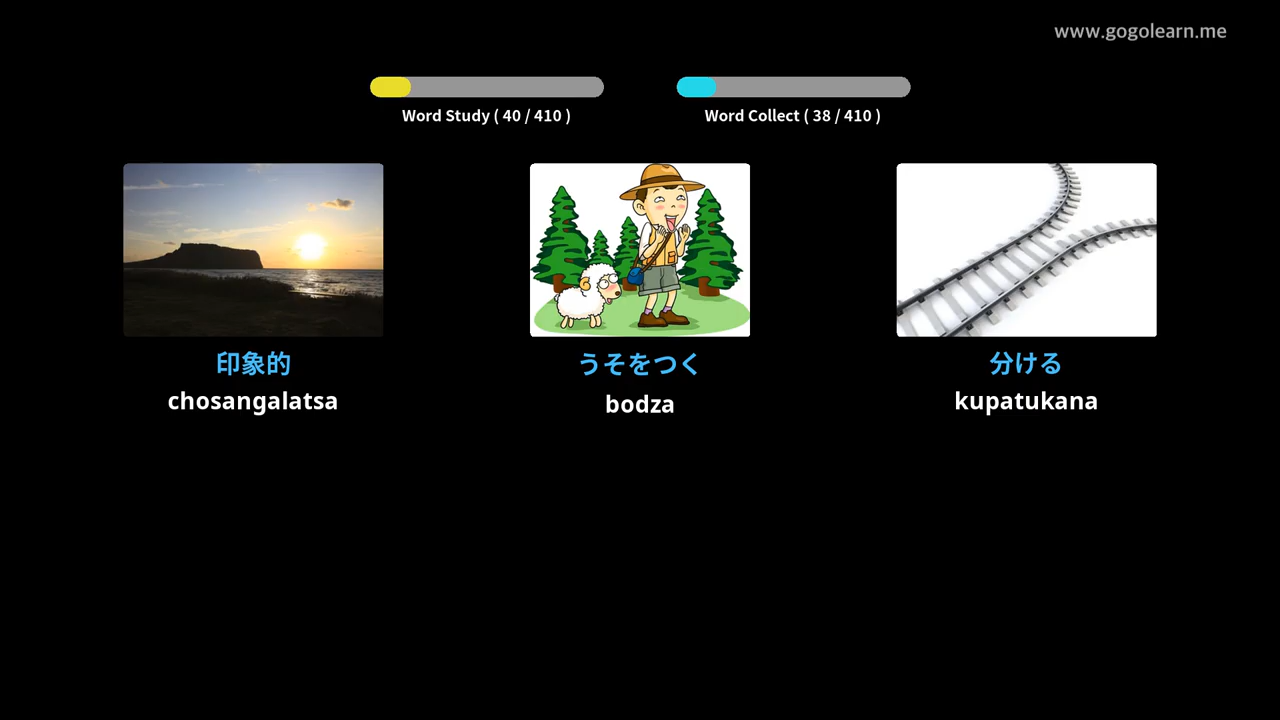 www.gogolearn.me
Word Study ( 40 / 410 )
Word Collect ( 38 / 410 )
印象的
chosangalatsa
うそをつく
bodza
分ける
kupatukana